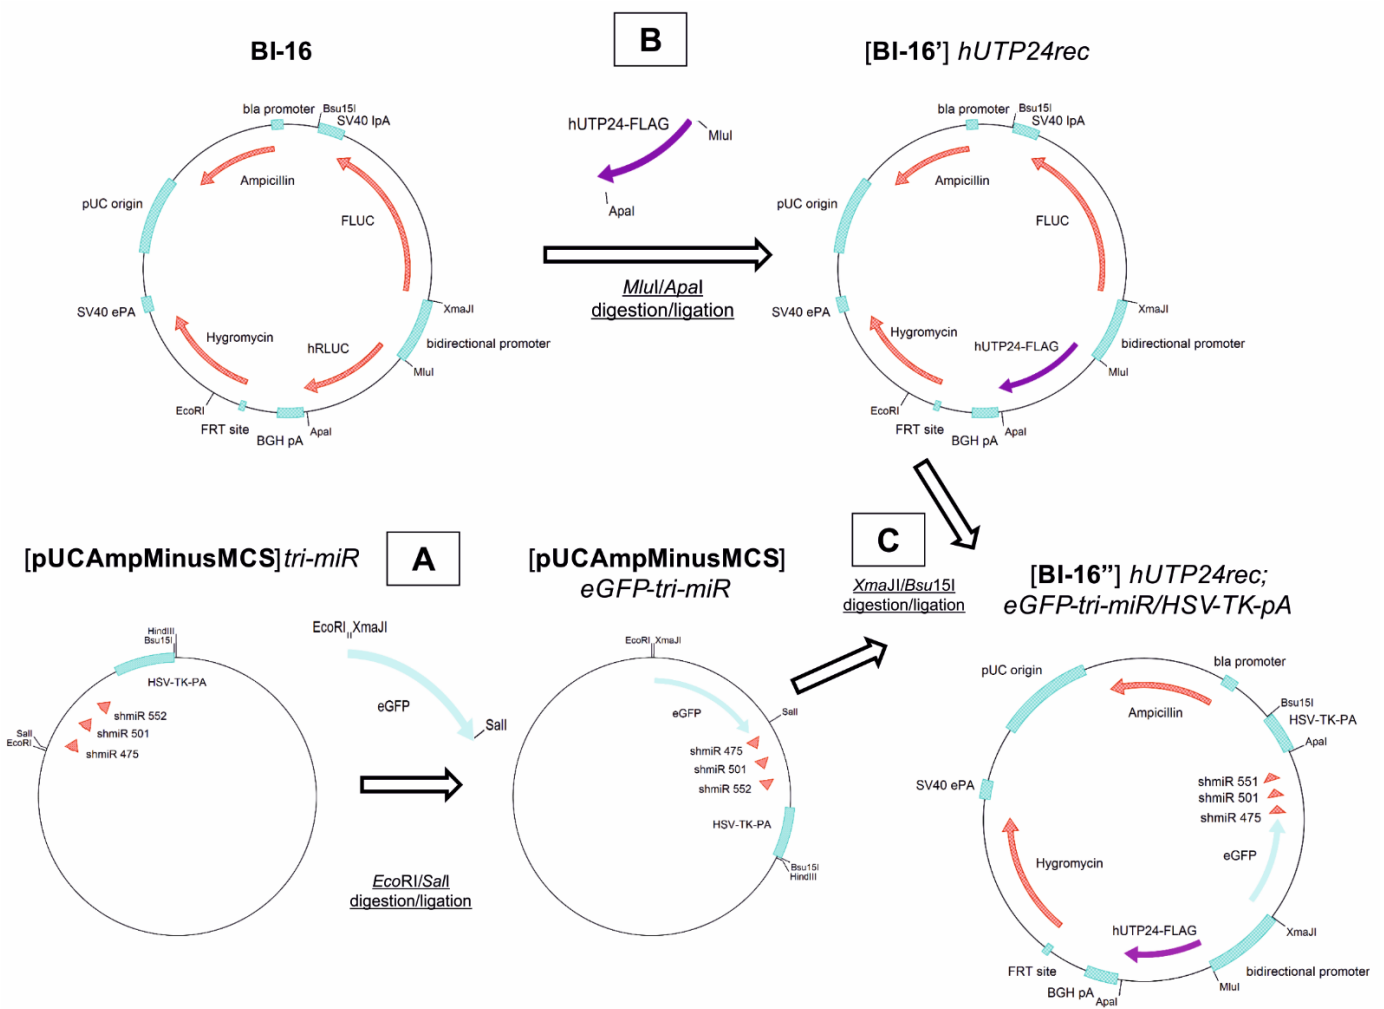 BI-16
bla promoter
Bsu15I
SV40 lpA
Ampicillin
pUC origin
FLUC
SV40 ePA
XmaJI
Hygromycin
hRLUC
bidirectional promoter
MluI
EcoRI
FRT site
BGH pA
ApaI
B
hUTP24-FLAG
MluI
ApaI
MluI/ApaI
digestion/ligation
[BI-16’] hUTP24rec
bla promoter
Bsu15I
SV40 lpA
Ampicillin
pUC origin
FLUC
SV40 ePA
XmaJI
Hygromycin
hUTP24-FLAG
bidirectional promoter
MluI
EcoRI
FRT site
BGH pA
ApaI
[pUCAmpMinusMCS] tri-miR
HindIII
Bsu15I
HSV-TK-PA
shmiR 552
shmiR 501
shmiR 475
SalI
EcoRI
A
EcoRI
XmaJI
eGFP
SalI
EcoRI/SalI
digestion/ligation
[pUCAmpMinusMCS]
eGFP-tri-miR
EcoRI
XmaJI
eGFP
SalI
shmiR 475
shmiR 501
shmiR 552
HSV-TK-PA
Bsu15I
HindIII
C
XmaJI/Bsu15I
digestion/ligation
[BI-16”] hUTP24rec;
eGFP-tri-miR/HSV-TK-pA
bla promoter
pUC origin
Ampicillin
Bsu15I
HSV-TK-PA
ApaI
SV40 ePA
shmiR 551
shmiR 501
shmiR 475
Hygromycin
eGFP
hUTP24-FLAG
XmaJI
FRT site
bidirectional promoter
BGH pA
ApaI
MluI